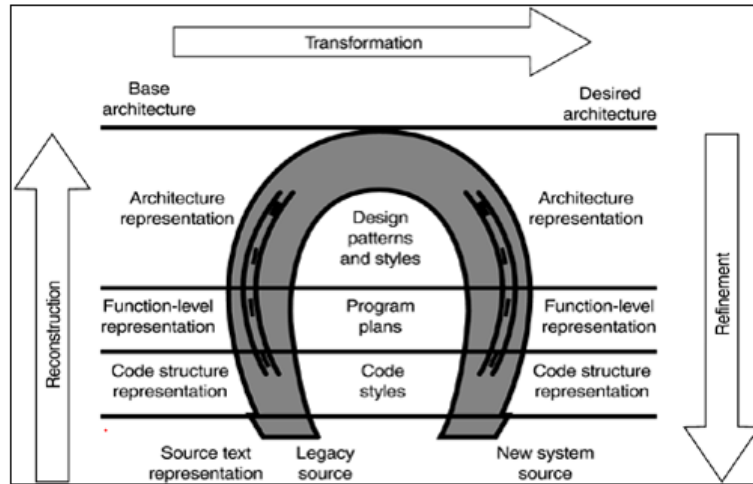 Transformation
Base
architecture
Desired
architecture
Reconstruction
Architecture
representation
Design
patterns
and styles
Architecture
representation
Refinement
Function-level
representation
Program
plans
Function-level
representation
Code structure
representation
Code
styles
Code structure
representation
Source text
representation
Legacy
source
New system
source